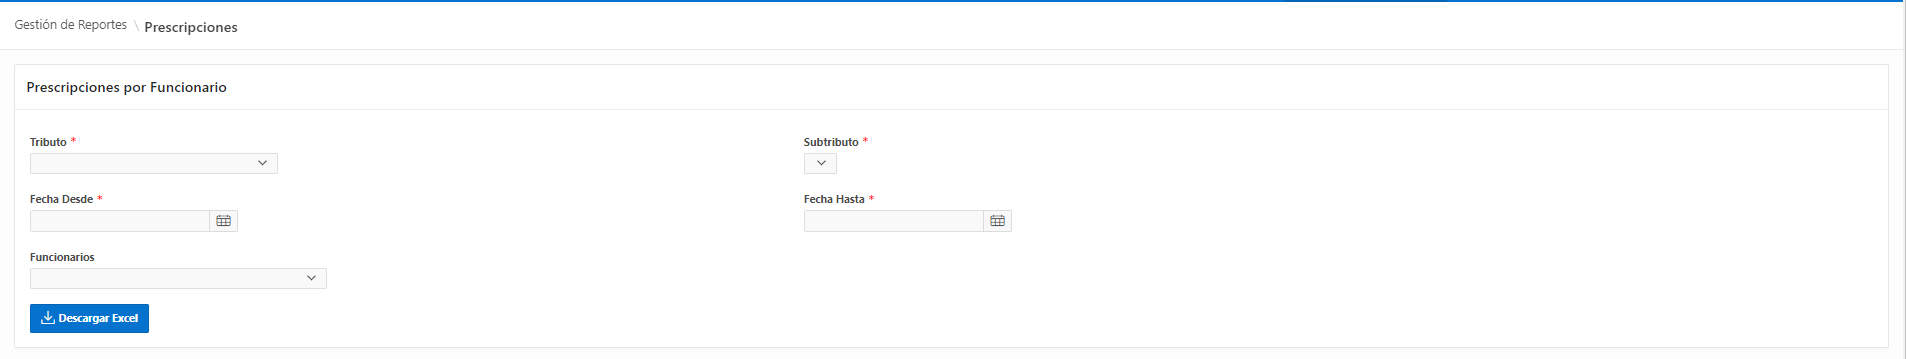 Gestión de Reportes \ Prescripciones
Prescripciones por Funcionario
Tributo * Subtributo *
Fecha Desde * Fecha Hasta *
Funcionarios
Descargar Excel